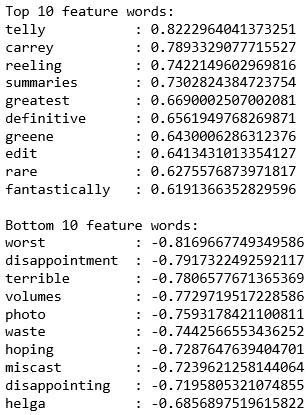 Top 10 feature words:
telly : 0.8222964041373251
carrey : 0.7893329077715527
reeling : 0.7422149602969816
summaries : 0.7302824384723754
greatest : 0.6690002507002081
definitive : 0.6561949768269871
greene : 0.6430006286312376
edit : 0.6413431013354127
rare : 0.6275576873971817
fantastically : 0.6191366352829596

Bottom 10 feature words:
worst : -0.8169667749349586
disappointment : -0.7917322492592117
terrible : -0.7806577671365369
volumes : -0.7729719517228586
photo : -0.7593178421100811
waste : -0.7442566553436252
hoping : -0.7287647639404701
miscast : -0.7239621258144064
disappointing : -0.7195805321074855
helga : -0.6856897519615822